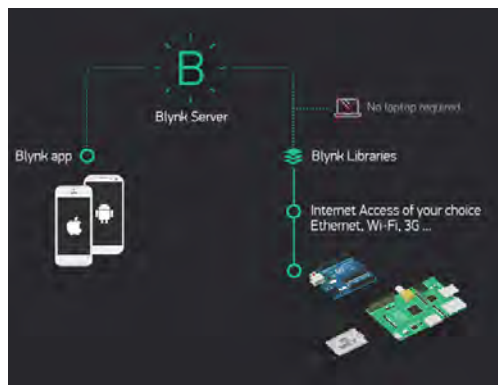 B
Blynk Server
No laptop required
Blynk app
Blynk Libraries
Internet Access of your choice
Ethernet, Wi-Fi, 3G ...